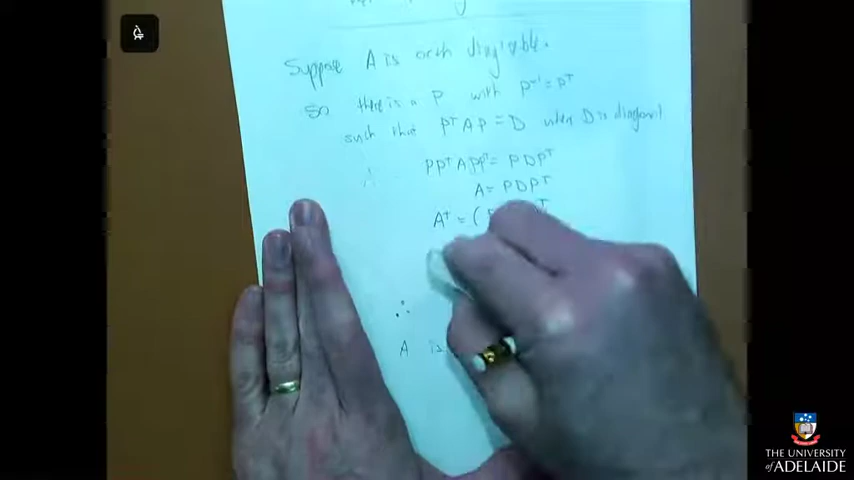 Suppose A is orth diag'able.
so there is a P with P⁻¹ = Pᵀ
such that PᵀAP = D where D is diagonal
∴ PPᵀAPPᵀ = PDPᵀ
A = PDPᵀ
Aᵀ = (
∴
A is
THE UNIVERSITY
of ADELAIDE